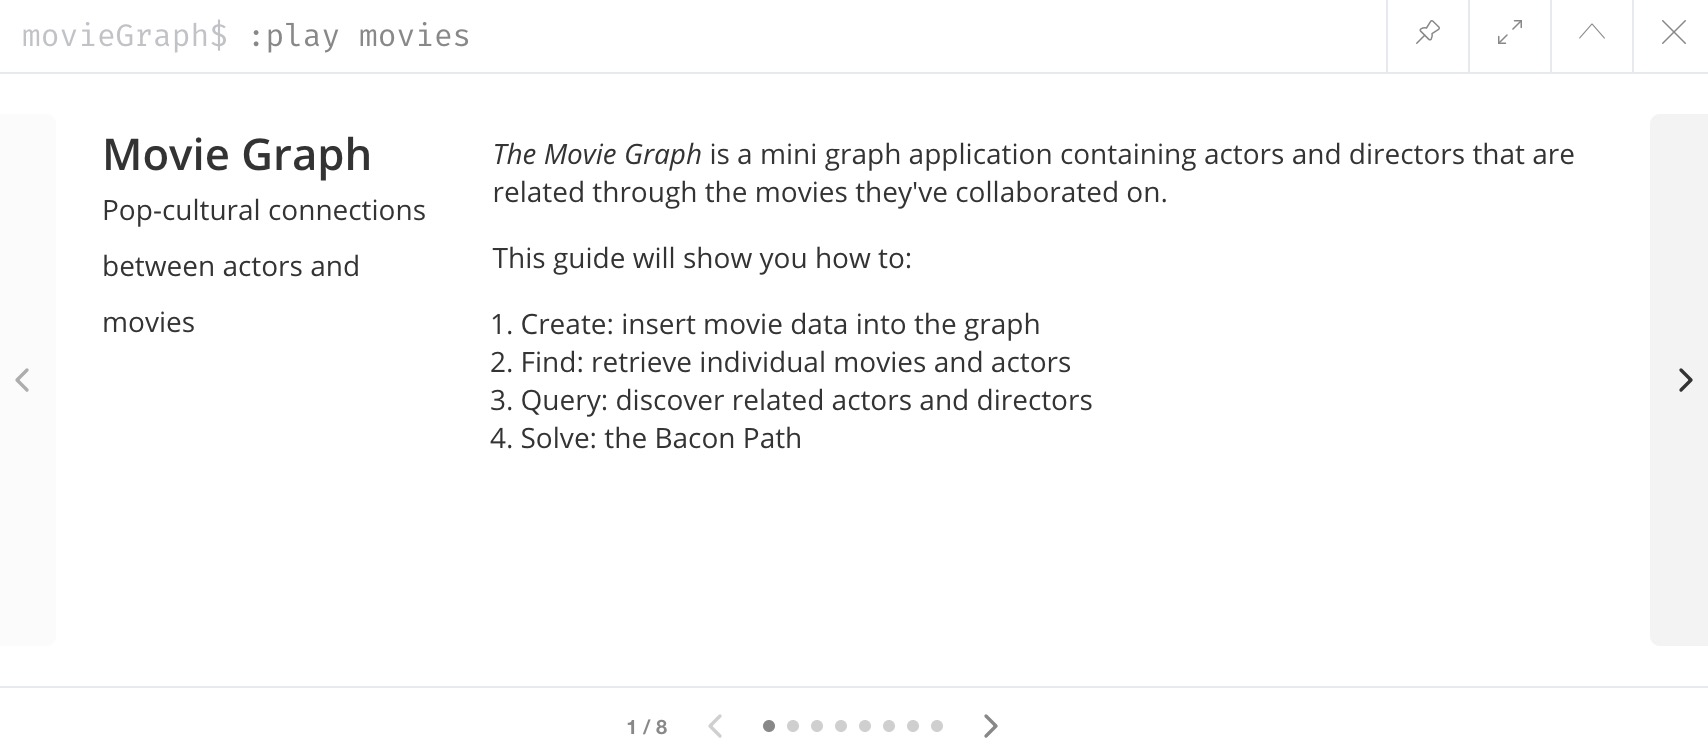 movieGraph$ :play movies
Movie Graph
Pop-cultural connections
between actors and
movies
The Movie Graph is a mini graph application containing actors and directors that are
related through the movies they've collaborated on.
This guide will show you how to:
1. Create: insert movie data into the graph
2. Find: retrieve individual movies and actors
3. Query: discover related actors and directors
4. Solve: the Bacon Path
1 / 8